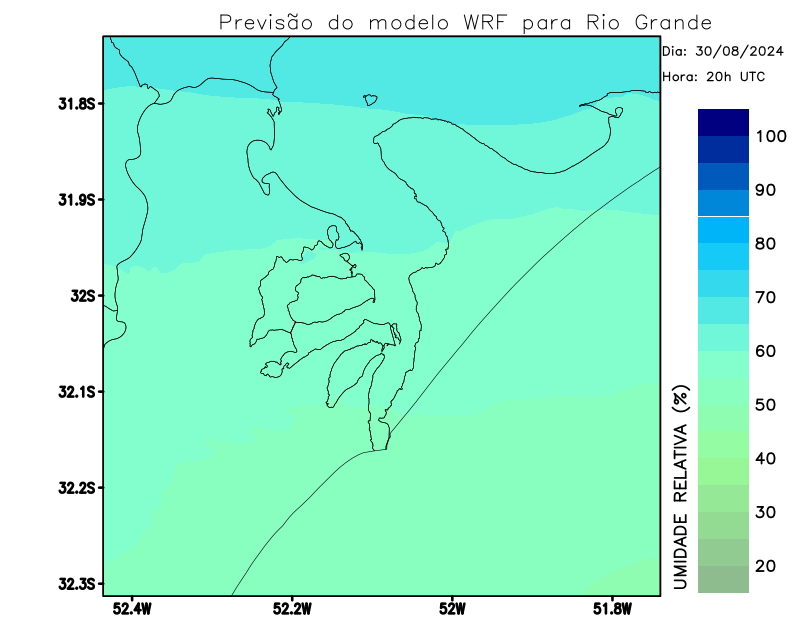 Previsão do modelo WRF para Rio Grande
Dia: 30/08/2024
Hora: 20h UTC
31.8S
31.9S
32S
32.1S
32.2S
32.3S
52.4W
52.2W
52W
51.8W
100
90
80
70
60
50
40
30
20
UMIDADE RELATIVA (%)